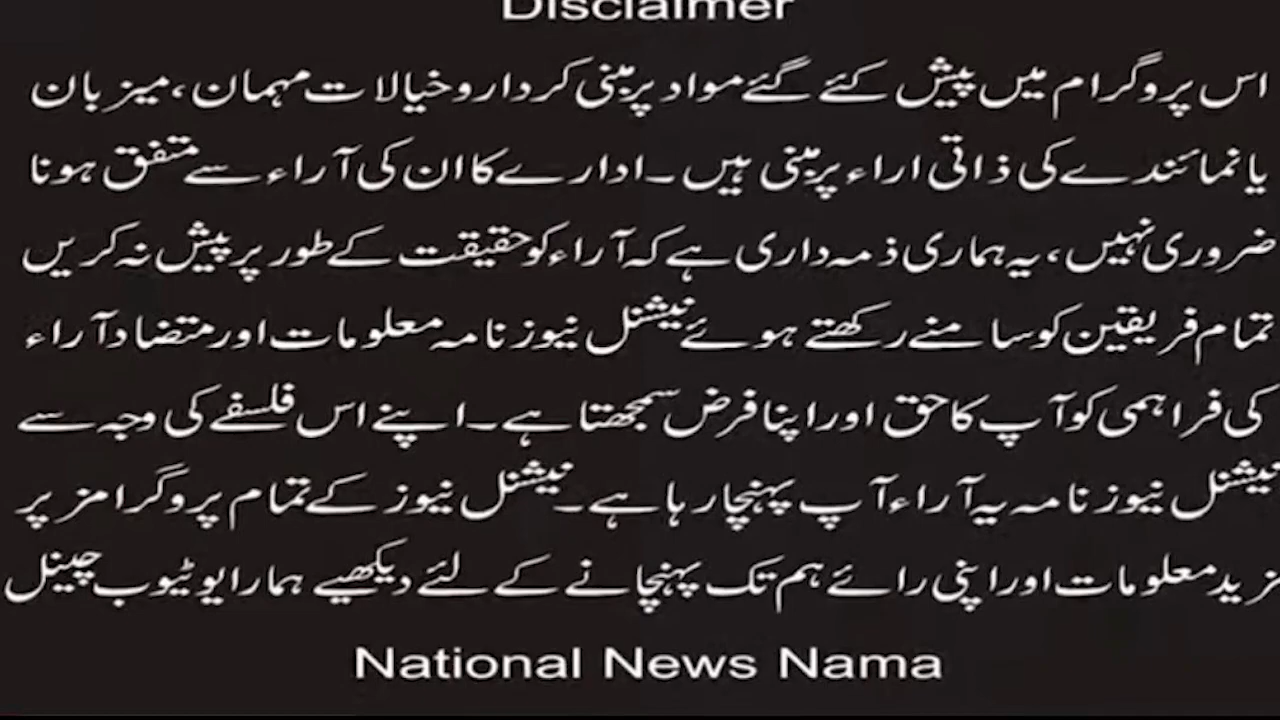 Disclaimer
اس پروگرام میں پیش کئے گئے مواد پر مبنی کردار و خیالات مہمان، میزبان
یا نمائندے کی ذاتی اراء پر مبنی ہیں۔ ادارے کا ان کی آراء سے متفق ہونا
ضروری نہیں، یہ ہماری ذمہ داری ہے کہ آراء کو حقیقت کے طور پر پیش نہ کریں
تمام فریقین کو سامنے رکھتے ہوئے نیشنل نیوز نامہ معلومات اور متضاد آراء
کی فراہمی کو آپ کا حق اور اپنا فرض سمجھتا ہے۔ اپنے اس فلسفے کی وجہ سے
نیشنل نیوز نامہ یہ آراء آپ پہنچا رہا ہے۔ نیشنل نیوز کے تمام پروگرامز پر
مزید معلومات اور اپنی رائے ہم تک پہنچانے کے لئے دیکھیے ہمارا یوٹیوب چینل
National News Nama